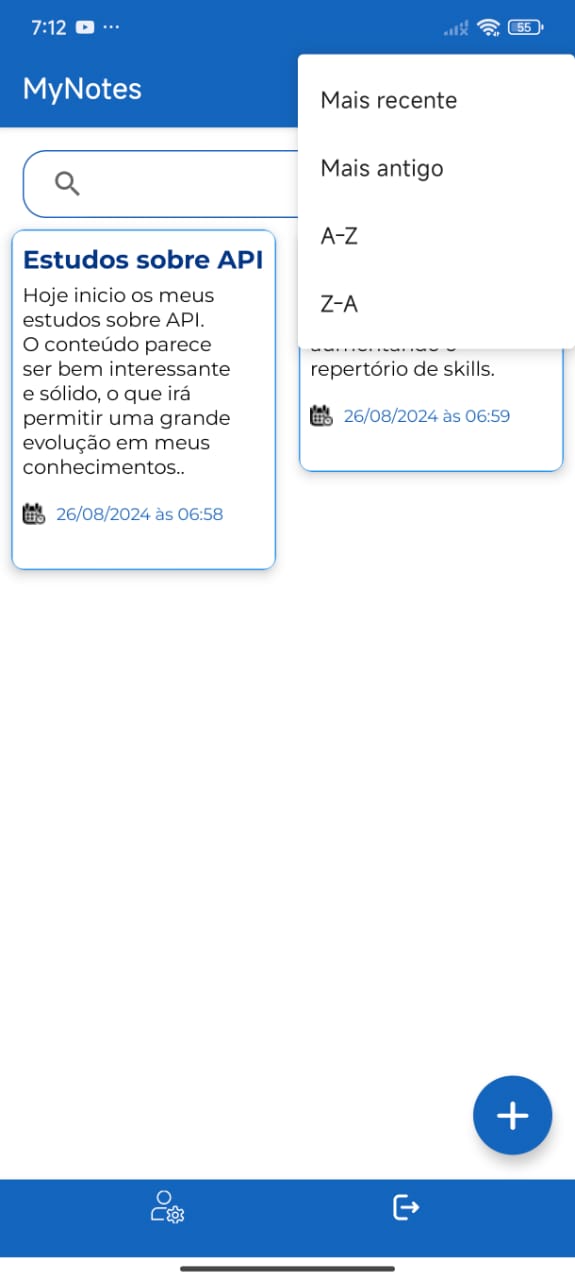 7:12
55
MyNotes
Mais recente
Mais antigo
A-Z
Z-A
Estudos sobre API
Hoje inicio os meus
estudos sobre API.
O conteúdo parece
ser bem interessante
e sólido, o que irá
permitir uma grande
evolução em meus
conhecimentos..
26/08/2024 às 06:58
repertório de skills.
26/08/2024 às 06:59